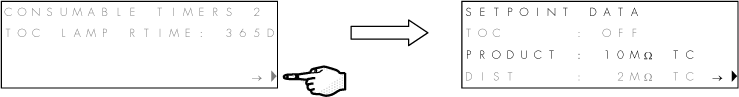 CONSUMABLE TIMERS 2
TOC LAMP RTIME: 365D
→
SETPOINT DATA
TOC : OFF
PRODUCT : 10MΩ TC
DIST : 2MΩ TC →